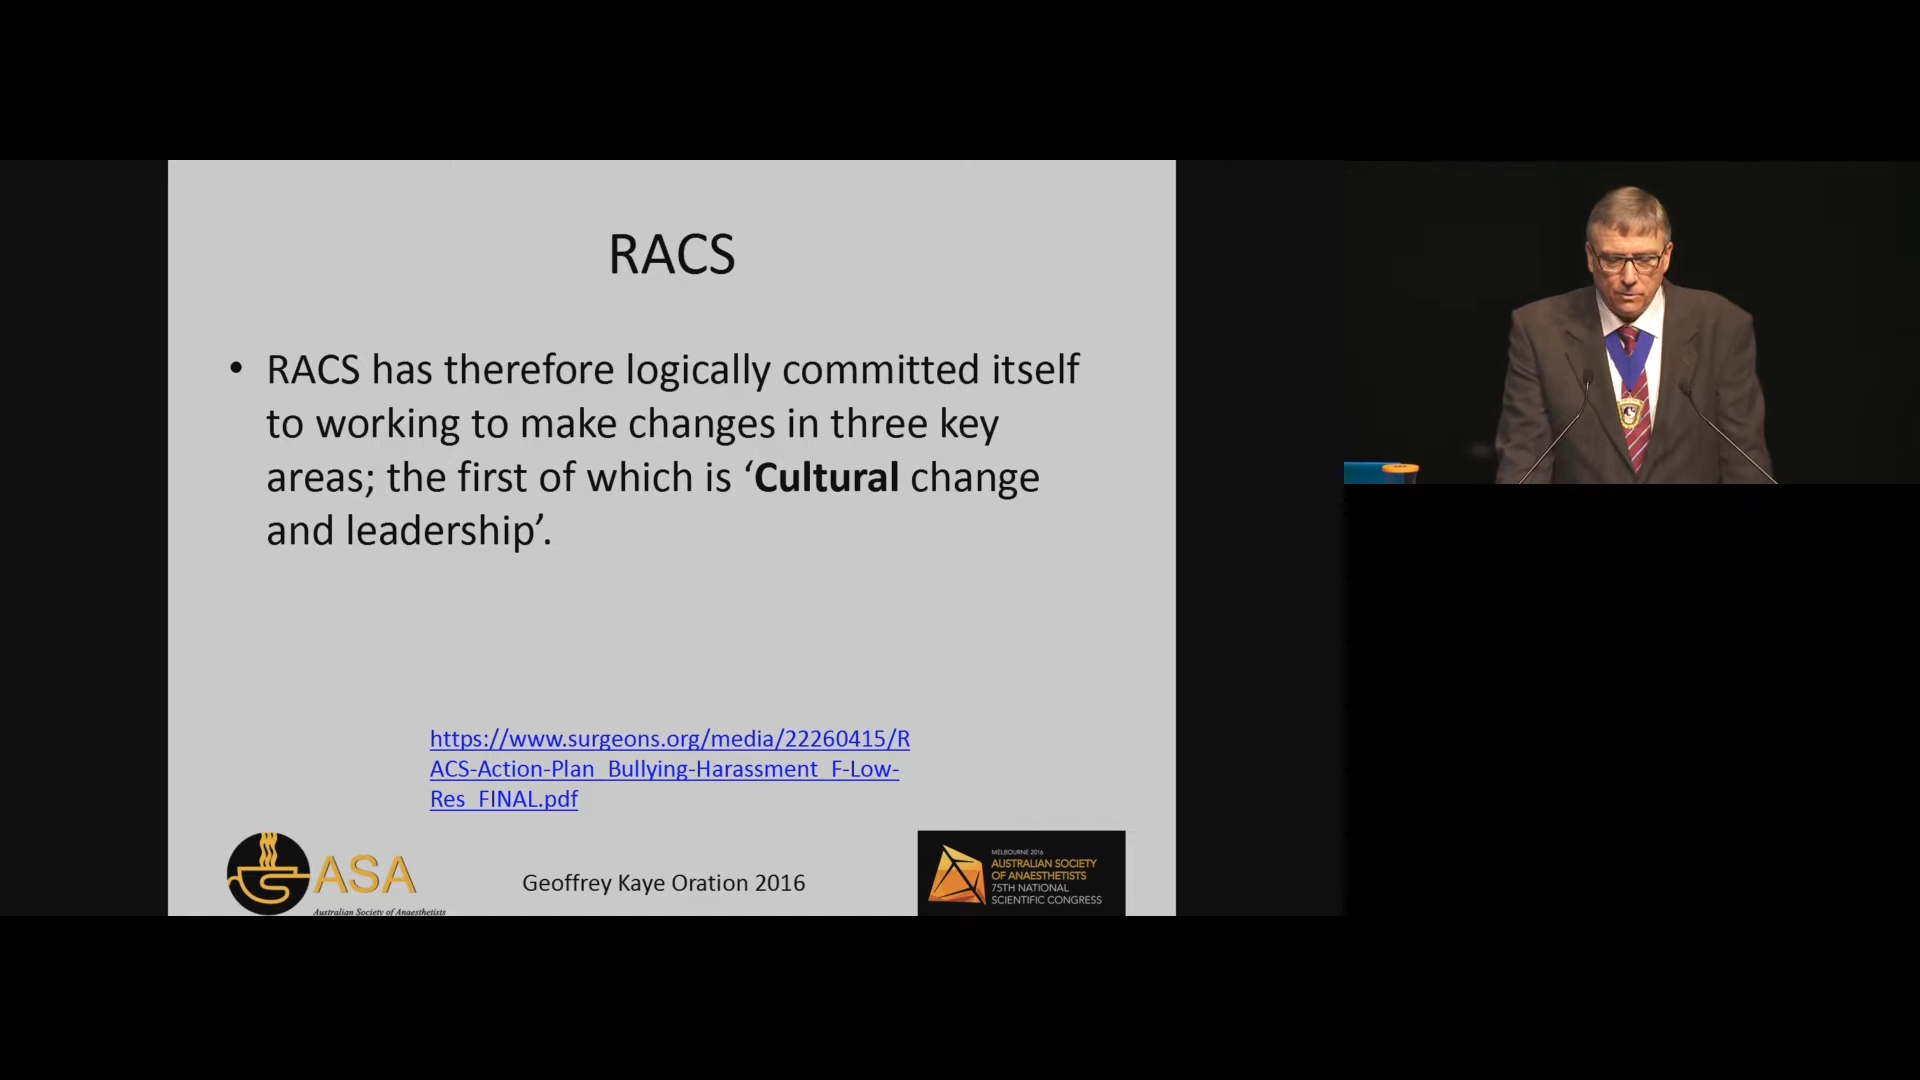 RACS
• RACS has therefore logically committed itself
to working to make changes in three key
areas; the first of which is ‘Cultural change
and leadership’.
https://www.surgeons.org/media/22260415/R
ACS-Action-Plan_Bullying-Harassment_F-Low-
Res_FINAL.pdf
ASA
Australian Society of Anaesthetists
Geoffrey Kaye Oration 2016
MELBOURNE 2016
AUSTRALIAN SOCIETY
OF ANAESTHETISTS
75TH NATIONAL
SCIENTIFIC CONGRESS